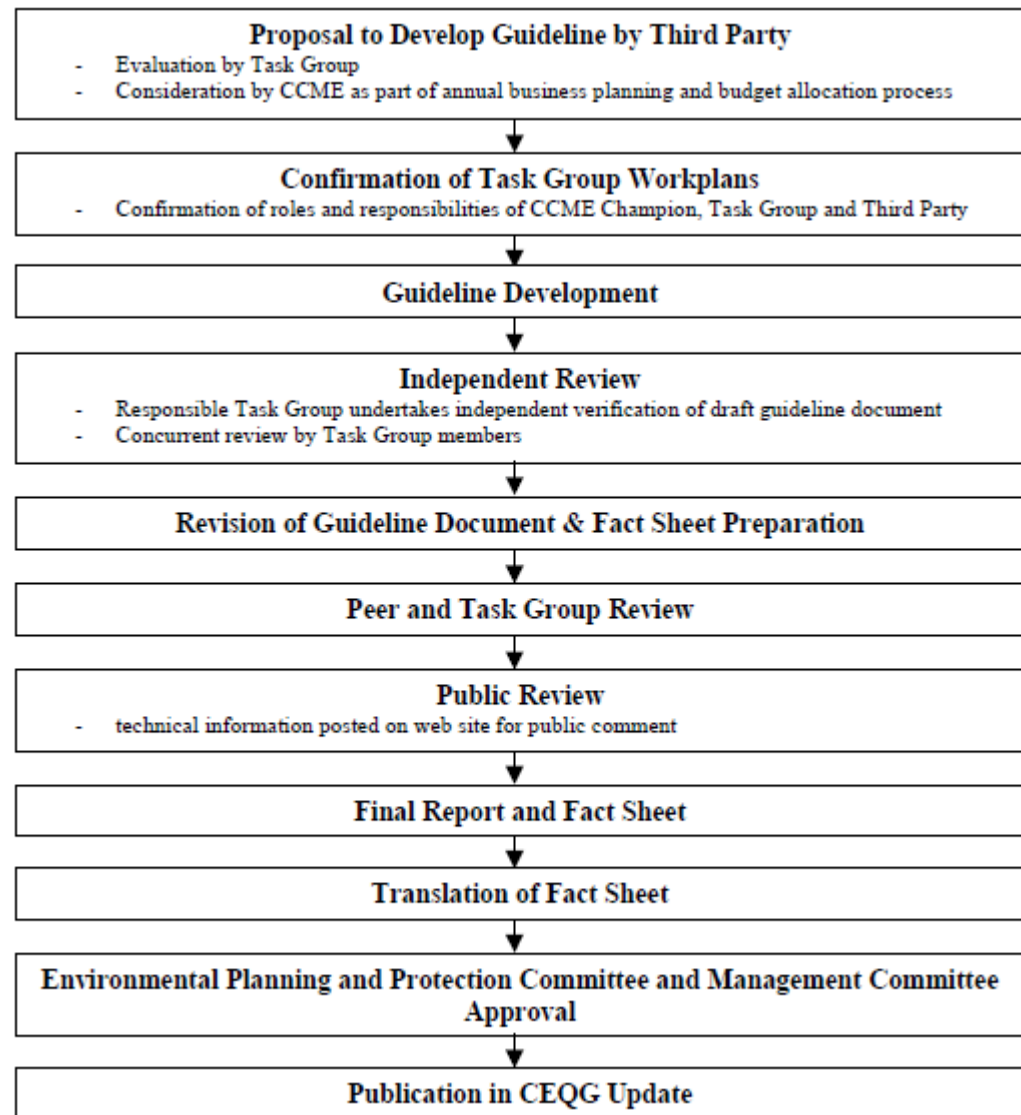 Proposal to Develop Guideline by Third Party
- Evaluation by Task Group
- Consideration by CCME as part of annual business planning and budget allocation process
Confirmation of Task Group Workplans
- Confirmation of roles and responsibilities of CCME Champion, Task Group and Third Party
Guideline Development
Independent Review
- Responsible Task Group undertakes independent verification of draft guideline document
- Concurrent review by Task Group members
Revision of Guideline Document & Fact Sheet Preparation
Peer and Task Group Review
Public Review
- technical information posted on web site for public comment
Final Report and Fact Sheet
Translation of Fact Sheet
Environmental Planning and Protection Committee and Management Committee
Approval
Publication in CEQG Update